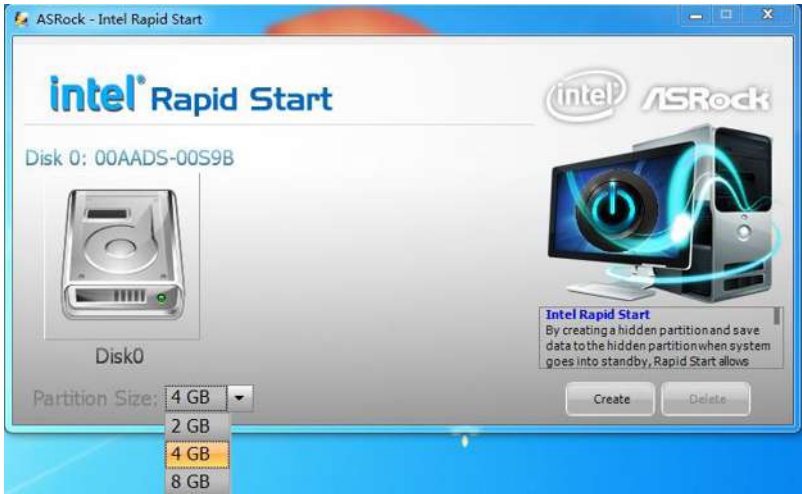 ASRock - Intel Rapid Start
intel® Rapid Start
intel ASRock
Disk 0: 00AADS-00S9B
Disk0
Intel Rapid Start
By creating a hidden partition and save
data to the hidden partition when system
goes into standby, Rapid Start allows
Partition Size: 4 GB
2 GB
4 GB
8 GB
Create
Delete